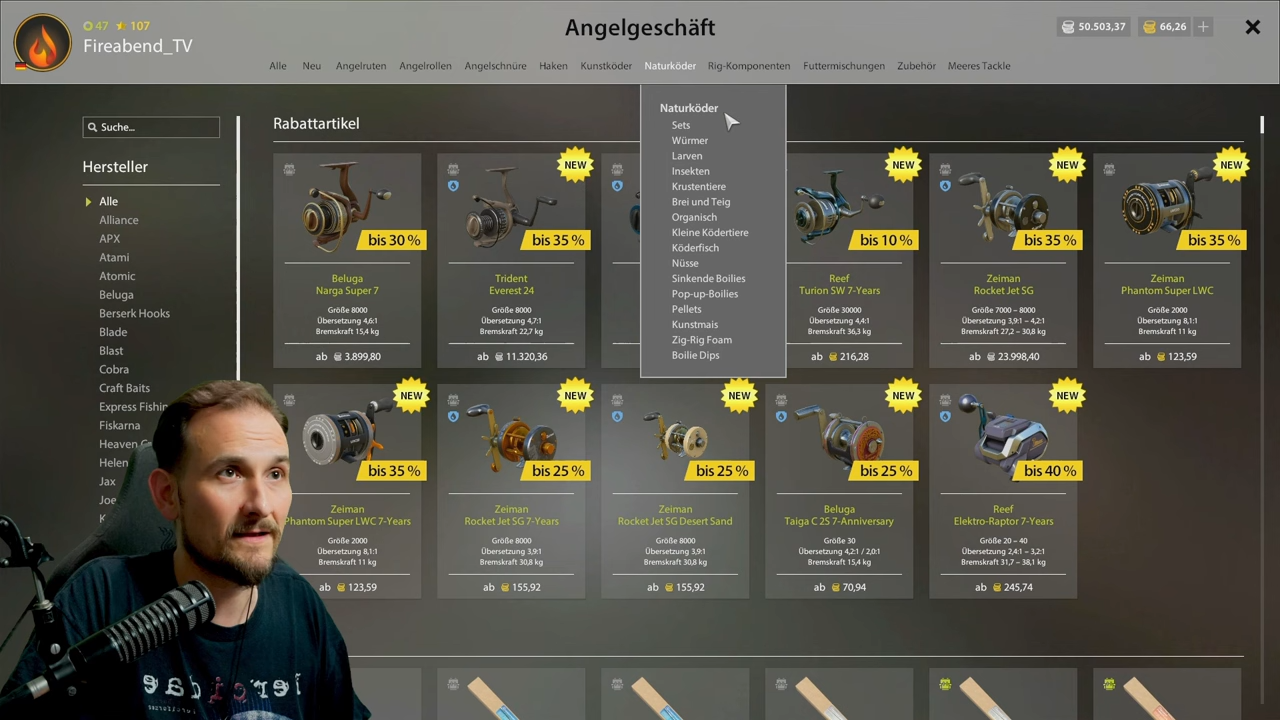 47 107
Fireabend_TV
Angelgeschäft
50.503,37 66,26
Alle Neu Angelruten Angelrollen Angelschnüre Haken Kunstköder Naturköder Rig-Komponenten Futtermischungen Zubehör Meeres Tackle
Naturköder
Sets
Würmer
Larven
Insekten
Krustentiere
Brei und Teig
Organisch
Kleine Ködertiere
Köderfisch
Nüsse
Sinkende Boilies
Pop-up-Boilies
Pellets
Kunstmais
Zig-Rig Foam
Boilie Dips
Suche...
Hersteller
Alle
Alliance
APX
Atami
Atomic
Beluga
Berserk Hooks
Blade
Blast
Cobra
Craft Baits
Express Fishin
Fiskarna
Heaven
Helen
Jax
Joe
Rabattartikel
bis 30 %
Beluga
Narga Super 7
Größe 8000
Übersetzung 4,6:1
Bremskraft 15,4 kg
ab 3.899,80
NEW
bis 35 %
Trident
Everest 24
Größe 8000
Übersetzung 4,7:1
Bremskraft 22,7 kg
ab 11.320,36
NEW
bis 10 %
Reef
Turion SW 7-Years
Größe 30000
Übersetzung 4,4:1
Bremskraft 36,3 kg
ab 216,28
NEW
bis 35 %
Zeiman
Rocket Jet SG
Größe 7000 – 8000
Übersetzung 3,9:1 – 4,2:1
Bremskraft 27,2 – 30,8 kg
ab 23.998,40
NEW
bis 35 %
Zeiman
Phantom Super LWC
Größe 2000
Übersetzung 8,1:1
Bremskraft 11 kg
ab 123,59
NEW
bis 35 %
Zeiman
Phantom Super LWC 7-Years
Größe 2000
Übersetzung 8,1:1
Bremskraft 11 kg
ab 123,59
NEW
bis 25 %
Zeiman
Rocket Jet SG 7-Years
Größe 8000
Übersetzung 3,9:1
Bremskraft 30,8 kg
ab 155,92
NEW
bis 25 %
Zeiman
Rocket Jet SG Desert Sand
Größe 8000
Übersetzung 3,9:1
Bremskraft 30,8 kg
ab 155,92
NEW
bis 25 %
Beluga
Taiga C 2S 7-Anniversary
Größe 30
Übersetzung 4,2:1 / 2,0:1
Bremskraft 15,4 kg
ab 70,94
NEW
bis 40 %
Reef
Elektro-Raptor 7-Years
Größe 20 – 40
Übersetzung 2,4:1 – 3,2:1
Bremskraft 31,7 – 38,1 kg
ab 245,74